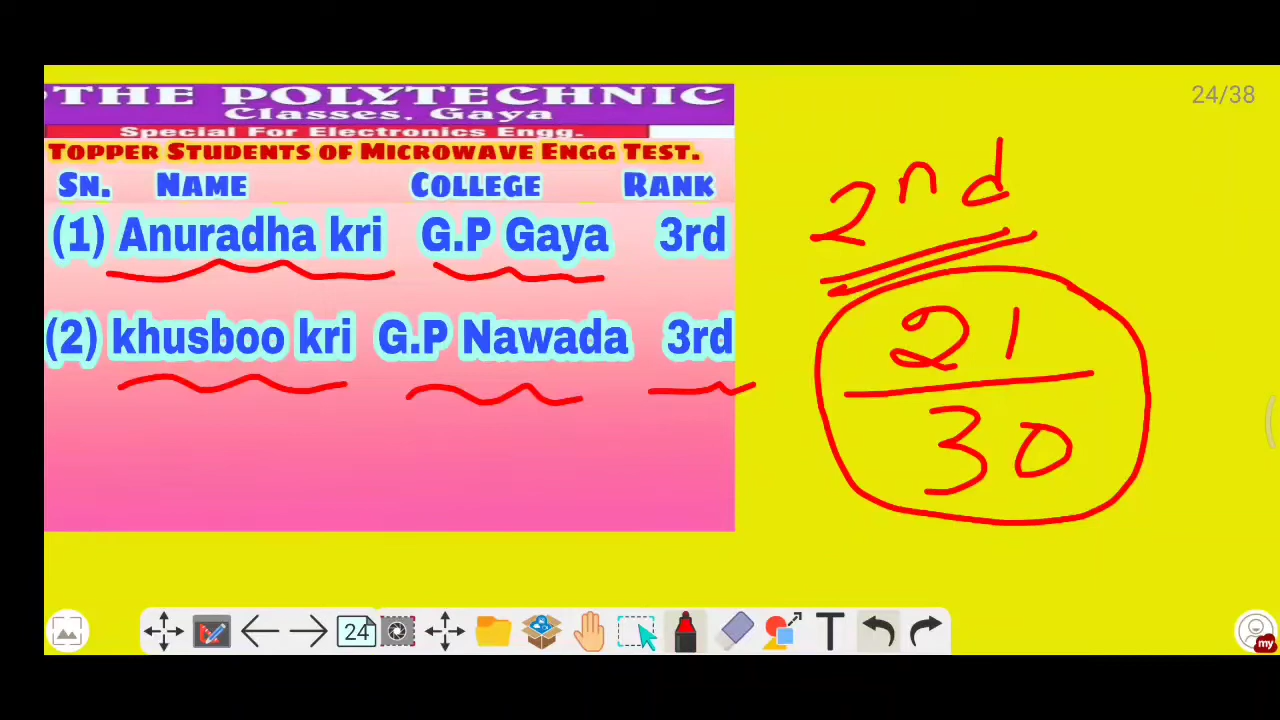 THE POLYTECHNIC
Classes, Gaya
Special For Electronics Engg.
TOPPER STUDENTS OF MICROWAVE ENGG TEST.
SN. NAME COLLEGE RANK
(1) Anuradha kri G.P Gaya 3rd
(2) khusboo kri G.P Nawada 3rd
24/38
2nd
21
30
24
T
my